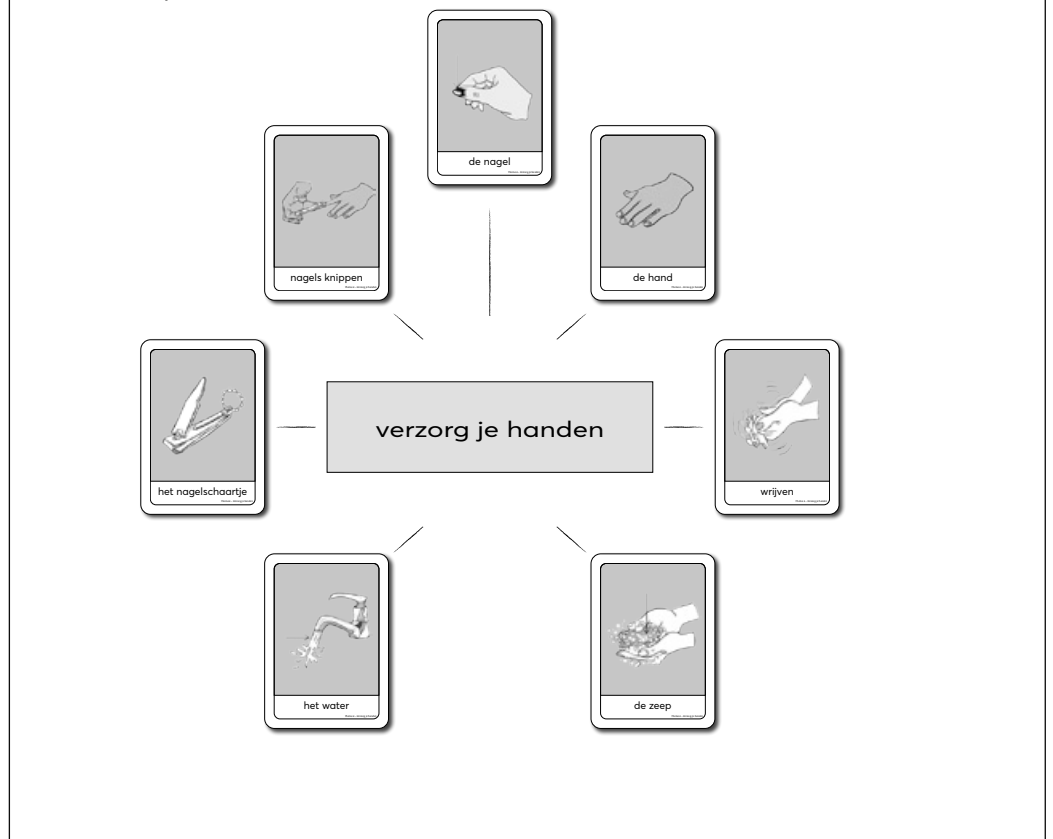 de nagel
nagels knippen
de hand
verzorg je handen
het nagelschaartje
wrijven
het water
de zeep